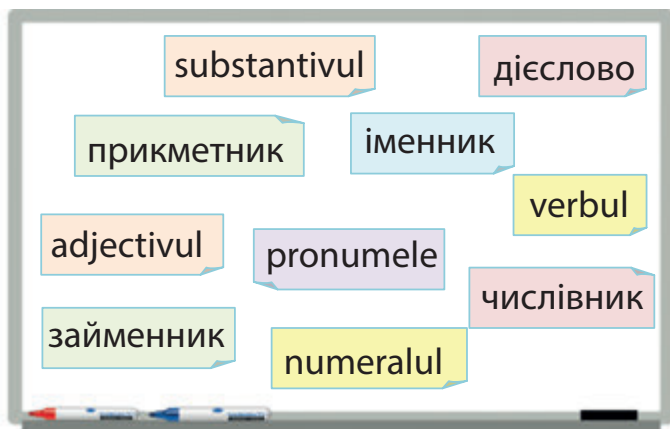 substantivul
дієслово
прикметник
іменник
verbul
adjectivul
pronumele
числівник
займенник
numeralul